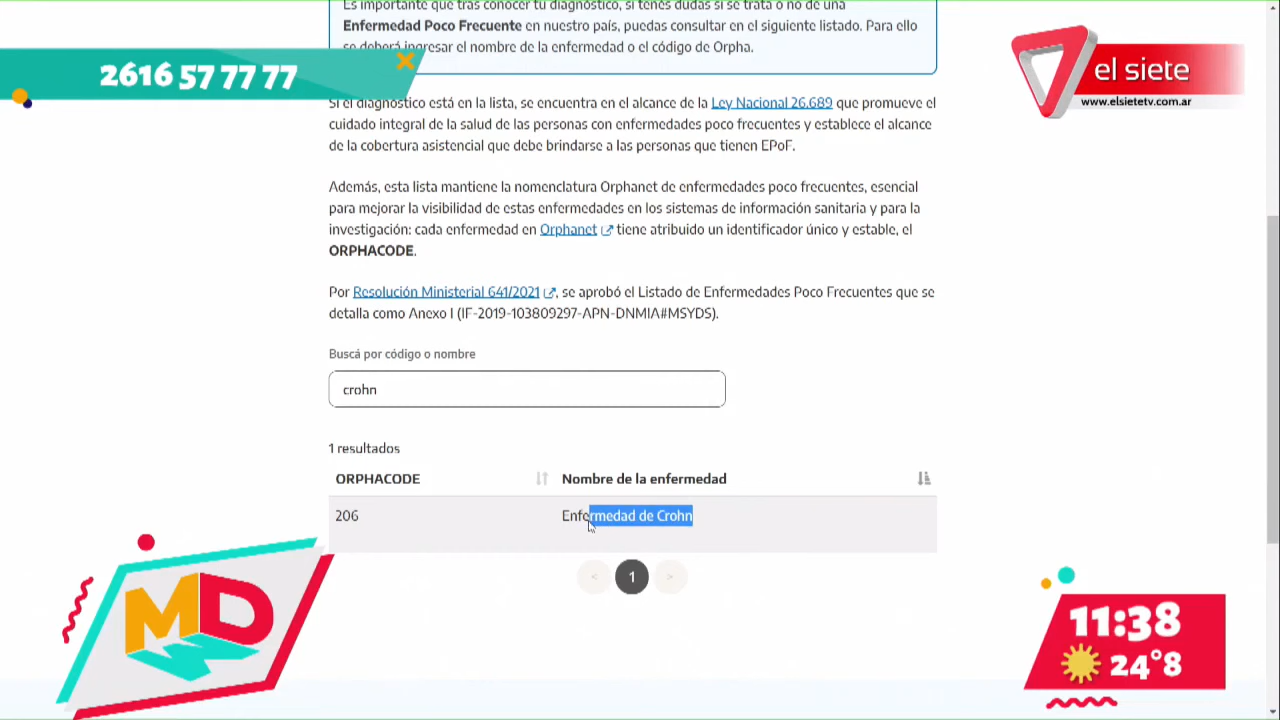 Es importante que tras conocer tu diagnóstico, si tenés dudas si se trata o no de una
Enfermedad Poco Frecuente en nuestro país, puedas consultar en el siguiente listado. Para ello
se deberá ingresar el nombre de la enfermedad o el código de Orpha.
2616 57 77 77
el siete
www.elsietetv.com.ar
Si el diagnóstico está en la lista, se encuentra en el alcance de la Ley Nacional 26.689 que promueve el
cuidado integral de la salud de las personas con enfermedades poco frecuentes y establece el alcance
de la cobertura asistencial que debe brindarse a las personas que tienen EPoF.
Además, esta lista mantiene la nomenclatura Orphanet de enfermedades poco frecuentes, esencial
para mejorar la visibilidad de estas enfermedades en los sistemas de información sanitaria y para la
investigación: cada enfermedad en Orphanet tiene atribuido un identificador único y estable, el
ORPHACODE.
Por Resolución Ministerial 641/2021, se aprobó el Listado de Enfermedades Poco Frecuentes que se
detalla como Anexo I (IF-2019-103809297-APN-DNMIA#MSYDS).
Buscá por código o nombre
crohn
1 resultados
ORPHACODE Nombre de la enfermedad
206 Enfermedad de Crohn
< 1 >
MD
11:38
24°8